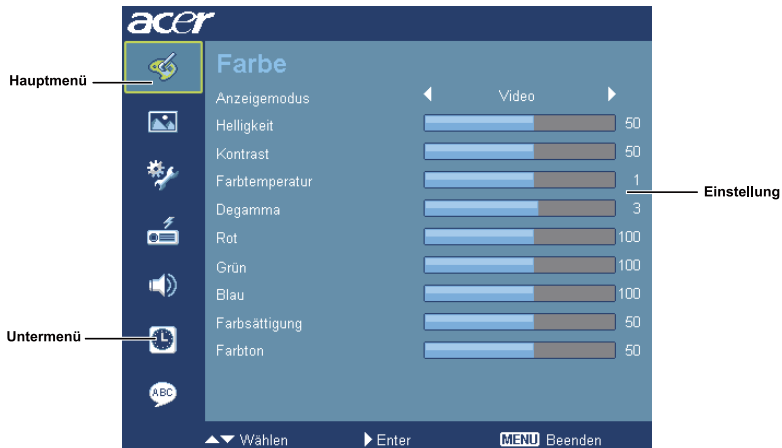 acer
Farbe
Hauptmenü
Anzeigemodus Video
Helligkeit 50
Kontrast 50
Farbtemperatur 1
Einstellung
Degamma 3
Rot 100
Grün 100
Blau 100
Farbsättigung 50
Untermenü
Farbton 50
ABC
Wählen Enter MENU Beenden